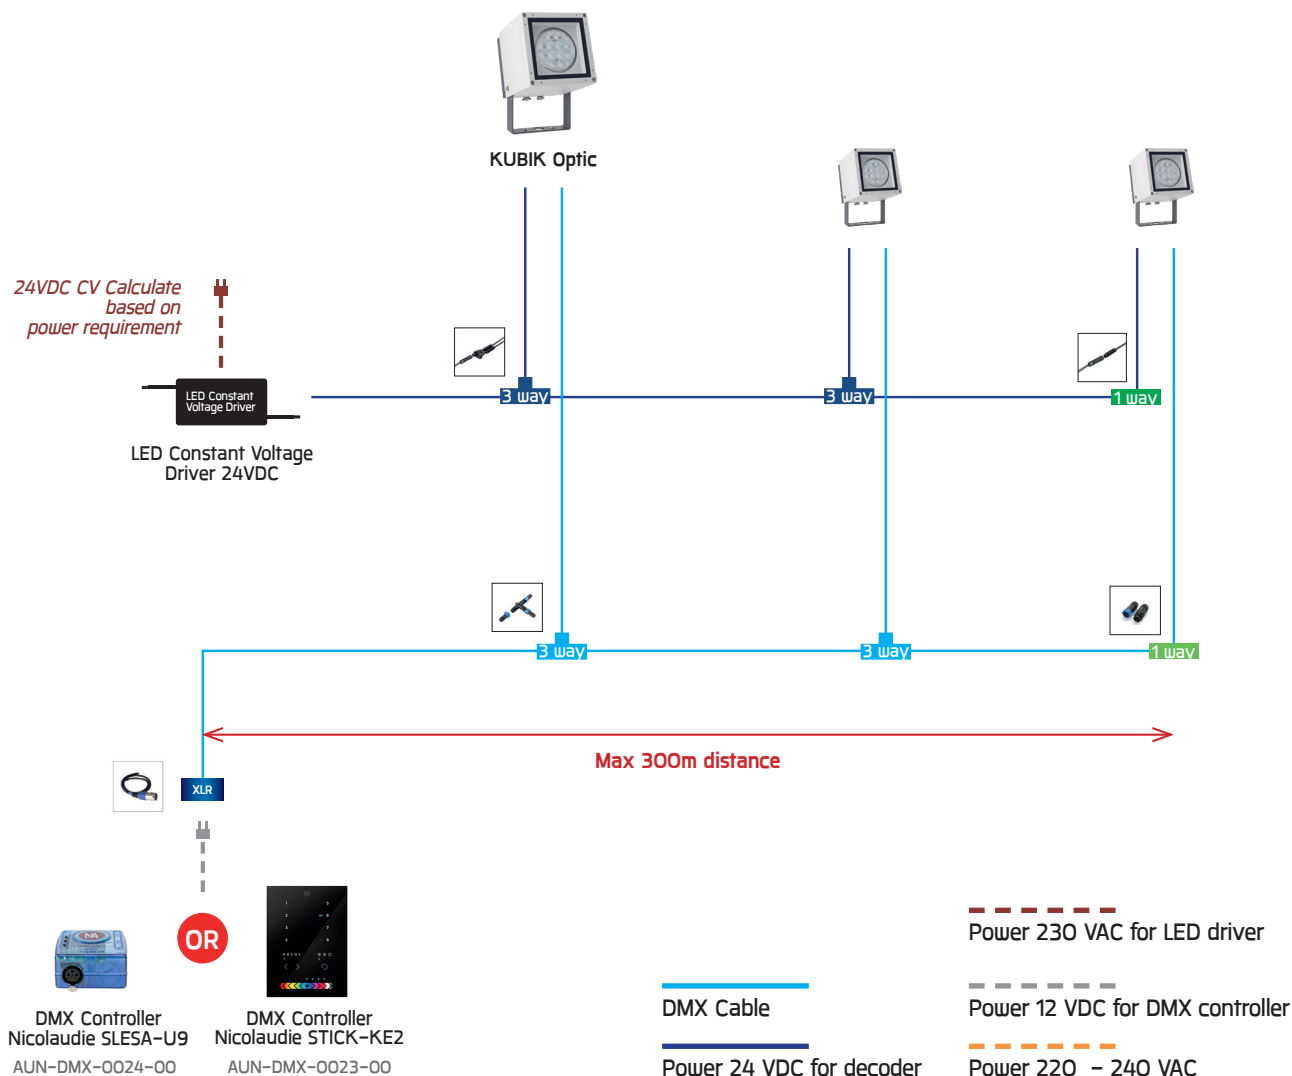 KUBIK Optic
24VDC CV Calculate
based on
power requirement
LED Constant
Voltage Driver
LED Constant Voltage
Driver 24VDC
3 way
3 way
1 way
3 way
3 way
1 way
Max 300m distance
XLR
OR
DMX Controller
Nicolaudie SLESA-U9
AUN-DMX-0024-00
DMX Controller
Nicolaudie STICK-KE2
AUN-DMX-0023-00
DMX Cable
Power 24 VDC for decoder
Power 230 VAC for LED driver
Power 12 VDC for DMX controller
Power 220 - 240 VAC